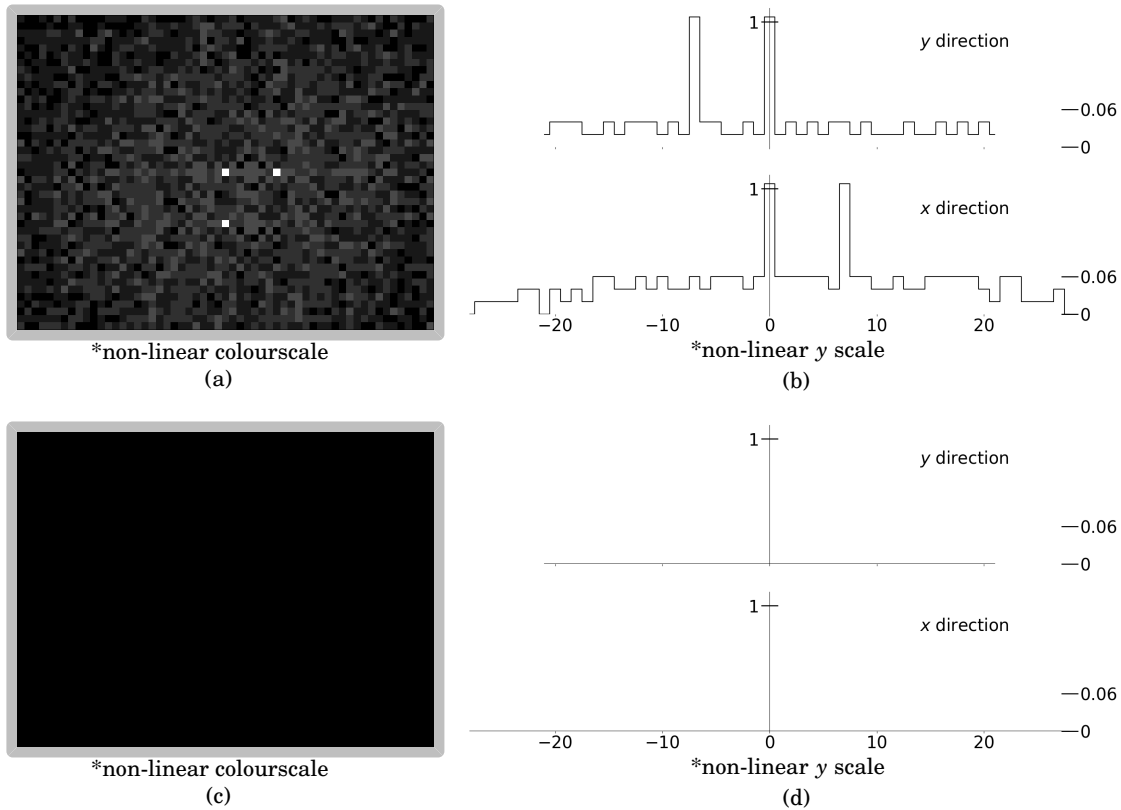 *non-linear colourscale
(a)
1
y direction
0.06
0
1
x direction
0.06
0
−20 −10 0 10 20
*non-linear y scale
(b)
*non-linear colourscale
(c)
1
y direction
0.06
0
1
x direction
0.06
0
−20 −10 0 10 20
*non-linear y scale
(d)